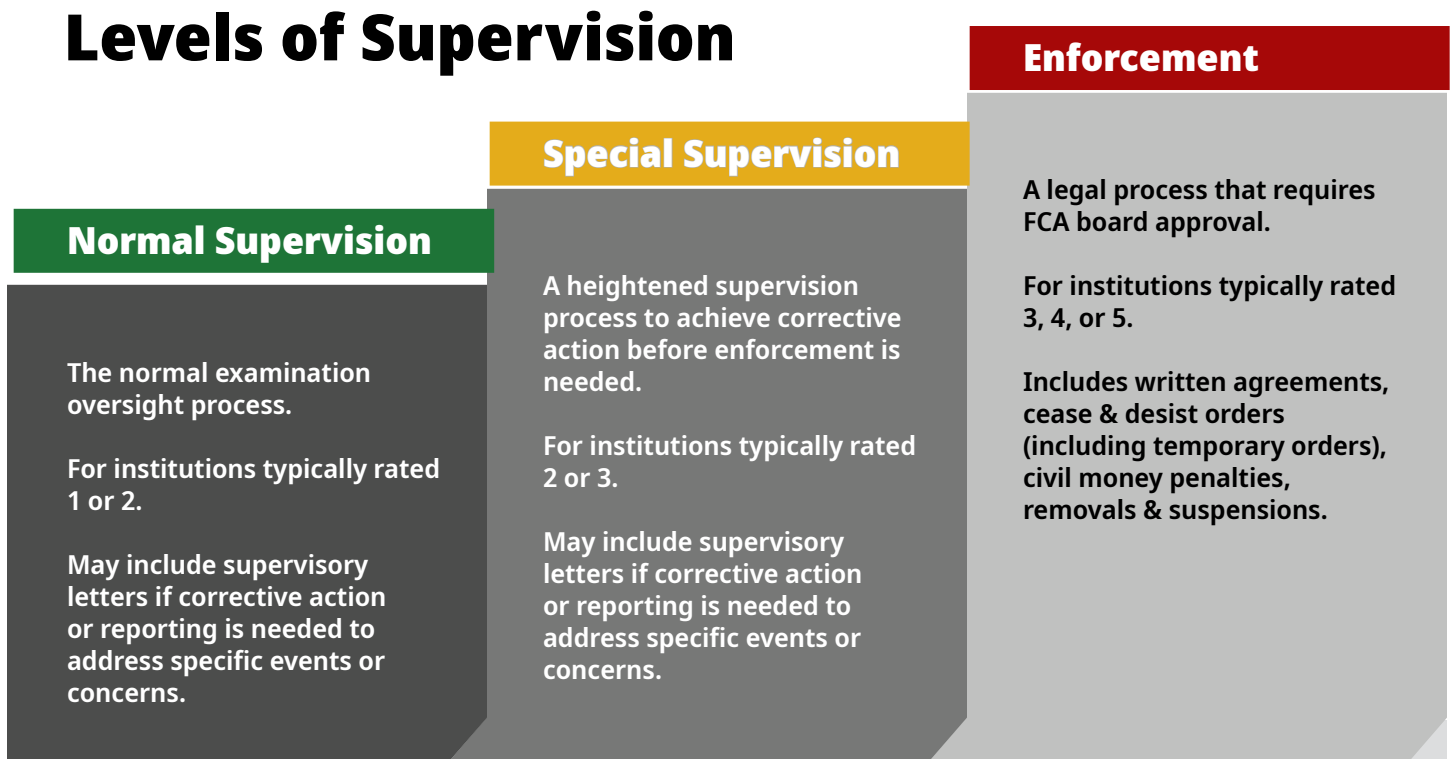 Levels of Supervision
Normal Supervision
The normal examination
oversight process.
For institutions typically rated
1 or 2.
May include supervisory
letters if corrective action
or reporting is needed to
address specific events or
concerns.
Special Supervision
A heightened supervision
process to achieve corrective
action before enforcement is
needed.
For institutions typically rated
2 or 3.
May include supervisory
letters if corrective action
or reporting is needed to
address specific events or
concerns.
Enforcement
A legal process that requires
FCA board approval.
For institutions typically rated
3, 4, or 5.
Includes written agreements,
cease & desist orders
(including temporary orders),
civil money penalties,
removals & suspensions.